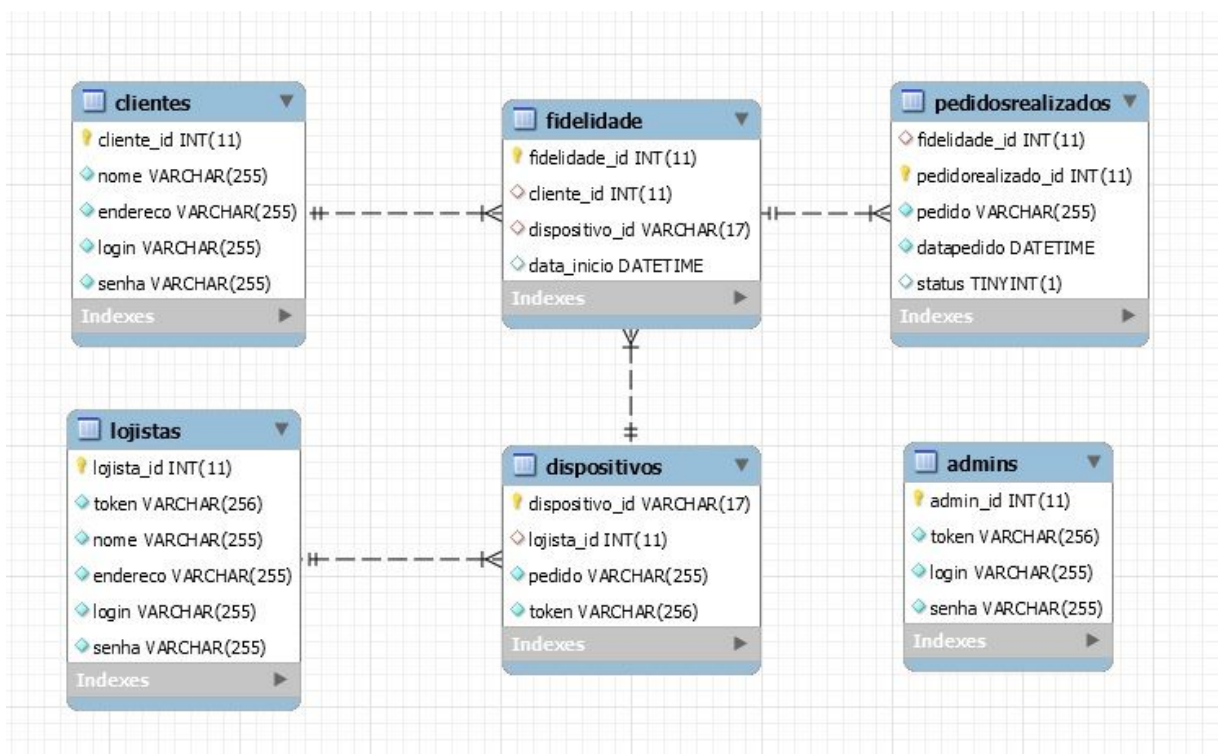 clientes
cliente_id INT(11)
nome VARCHAR(255)
endereco VARCHAR(255)
login VARCHAR(255)
senha VARCHAR(255)
Indexes
fidelidade
fidelidade_id INT(11)
cliente_id INT(11)
dispositivo_id VARCHAR(17)
data_inicio DATETIME
Indexes
pedidosrealizados
fidelidade_id INT(11)
pedidorealizado_id INT(11)
pedido VARCHAR(255)
datapedido DATETIME
status TINYINT(1)
Indexes
lojistas
lojista_id INT(11)
token VARCHAR(256)
nome VARCHAR(255)
endereco VARCHAR(255)
login VARCHAR(255)
senha VARCHAR(255)
Indexes
dispositivos
dispositivo_id VARCHAR(17)
lojista_id INT(11)
pedido VARCHAR(255)
token VARCHAR(256)
Indexes
admins
admin_id INT(11)
token VARCHAR(256)
login VARCHAR(255)
senha VARCHAR(255)
Indexes